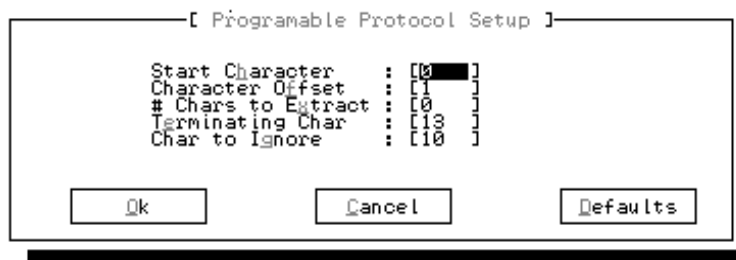 [ Programable Protocol Setup ]
Start Character : [0 ]
Character Offset : [1 ]
# Chars to Extract : [0 ]
Terminating Char : [13 ]
Char to Ignore : [10 ]
Ok Cancel Defaults